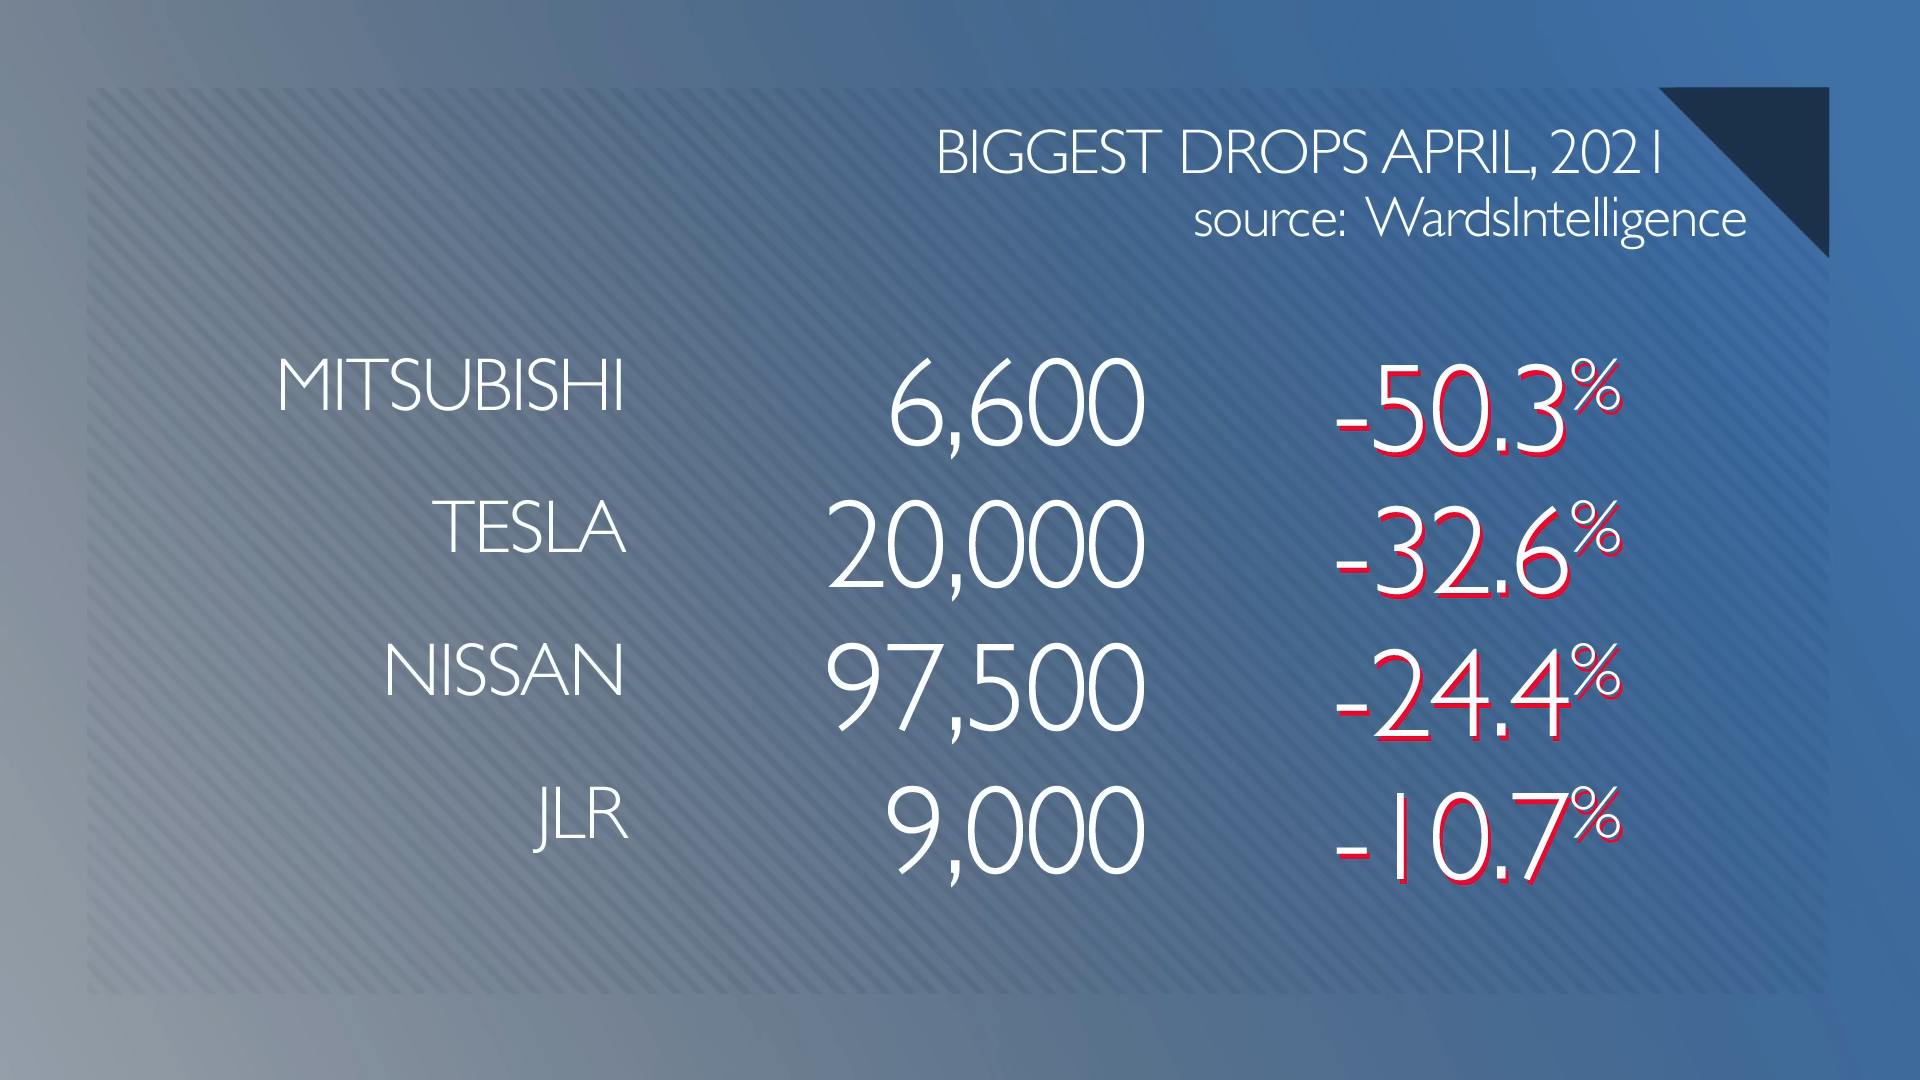 BIGGEST DROPS APRIL, 2021
source: WardsIntelligence
MITSUBISHI 6,600 -50.3%
TESLA 20,000 -32.6%
NISSAN 97,500 -24.4%
JLR 9,000 -10.7%